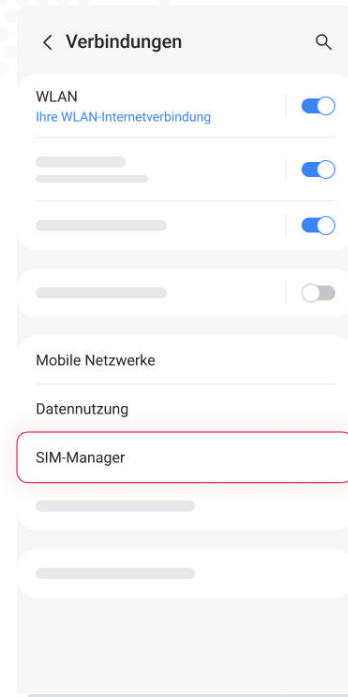 Verbindungen
WLAN
Ihre WLAN-Internetverbindung
Mobile Netzwerke
Datennutzung
SIM-Manager